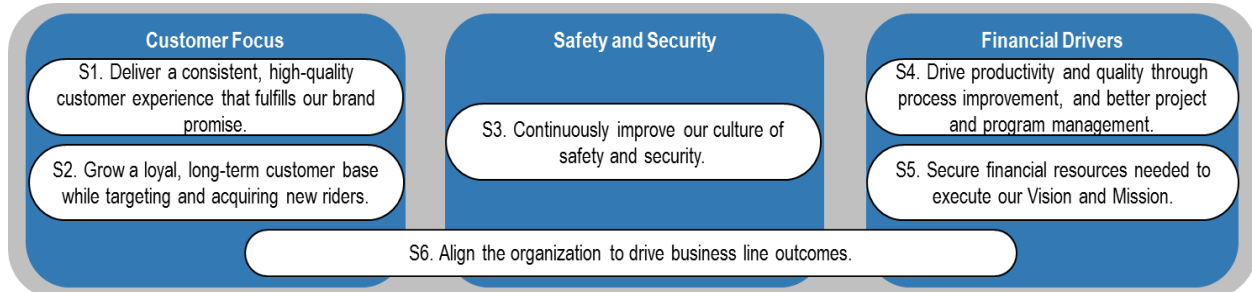 Customer Focus
S1. Deliver a consistent, high-quality
customer experience that fulfills our brand
promise.
S2. Grow a loyal, long-term customer base
while targeting and acquiring new riders.
Safety and Security
S3. Continuously improve our culture of
safety and security.
Financial Drivers
S4. Drive productivity and quality through
process improvement, and better project
and program management.
S5. Secure financial resources needed to
execute our Vision and Mission.
S6. Align the organization to drive business line outcomes.